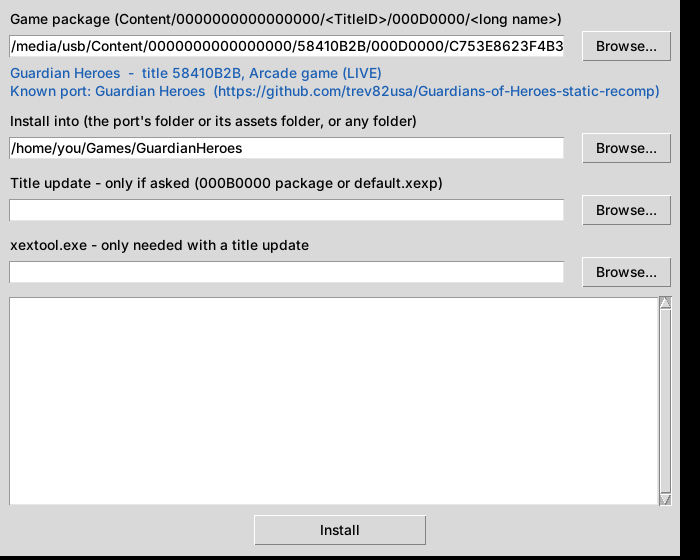 Game package (Content/0000000000000000/<TitleID>/000D0000/<long name>)
/media/usb/Content/0000000000000000/58410B2B/000D0000/C753E8623F4B3
Browse...
Guardian Heroes  -  title 58410B2B, Arcade game (LIVE)
Known port: Guardian Heroes  (https://github.com/trev82usa/Guardians-of-Heroes-static-recomp)
Install into (the port's folder or its assets folder, or any folder)
/home/you/Games/GuardianHeroes
Browse...
Title update - only if asked (000B0000 package or default.xexp)
Browse...
xextool.exe - only needed with a title update
Browse...
Install